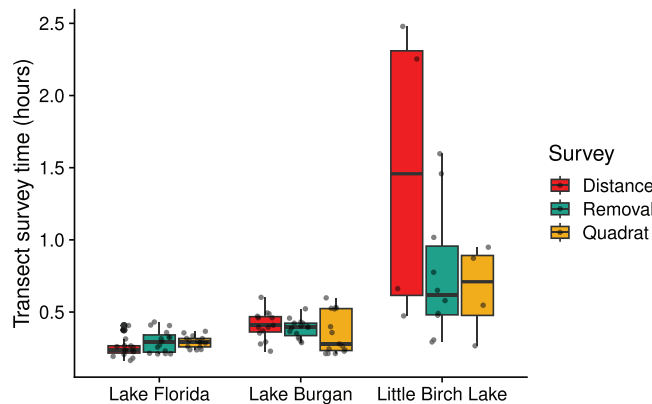 Transect survey time (hours)
2.5
2.0
1.5
1.0
0.5
Lake Florida
Lake Burgan
Little Birch Lake
Survey
Distance
Removal
Quadrat